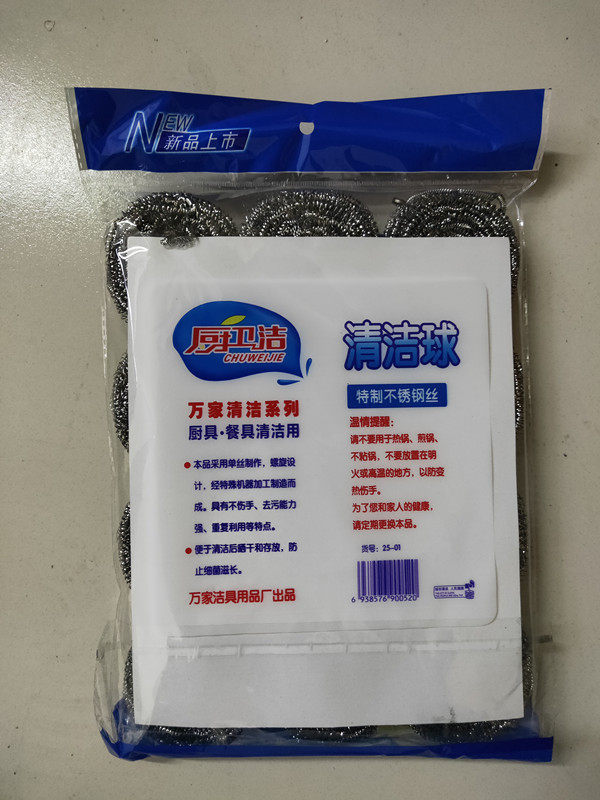 NEW
新品上市
厨卫洁
CHUWEIJIE
万家清洁系列
厨具·餐具清洁用
● 本品采用单丝制作，螺旋设
计，经特殊机器加工制造而
成。具有不伤手、去污能力
强、重复利用等特点。
● 便于清洁后晒干和存放，防
止细菌滋长。
万家洁具用品厂出品
清洁球
特制不锈钢丝
温情提醒：
请不要用于热锅、煎锅、
不粘锅，不要放置在明
火或高温的地方，以防变
热伤手。
为了您和家人的健康，
请定期更换本品。
货号：25-01
6 938576 900520